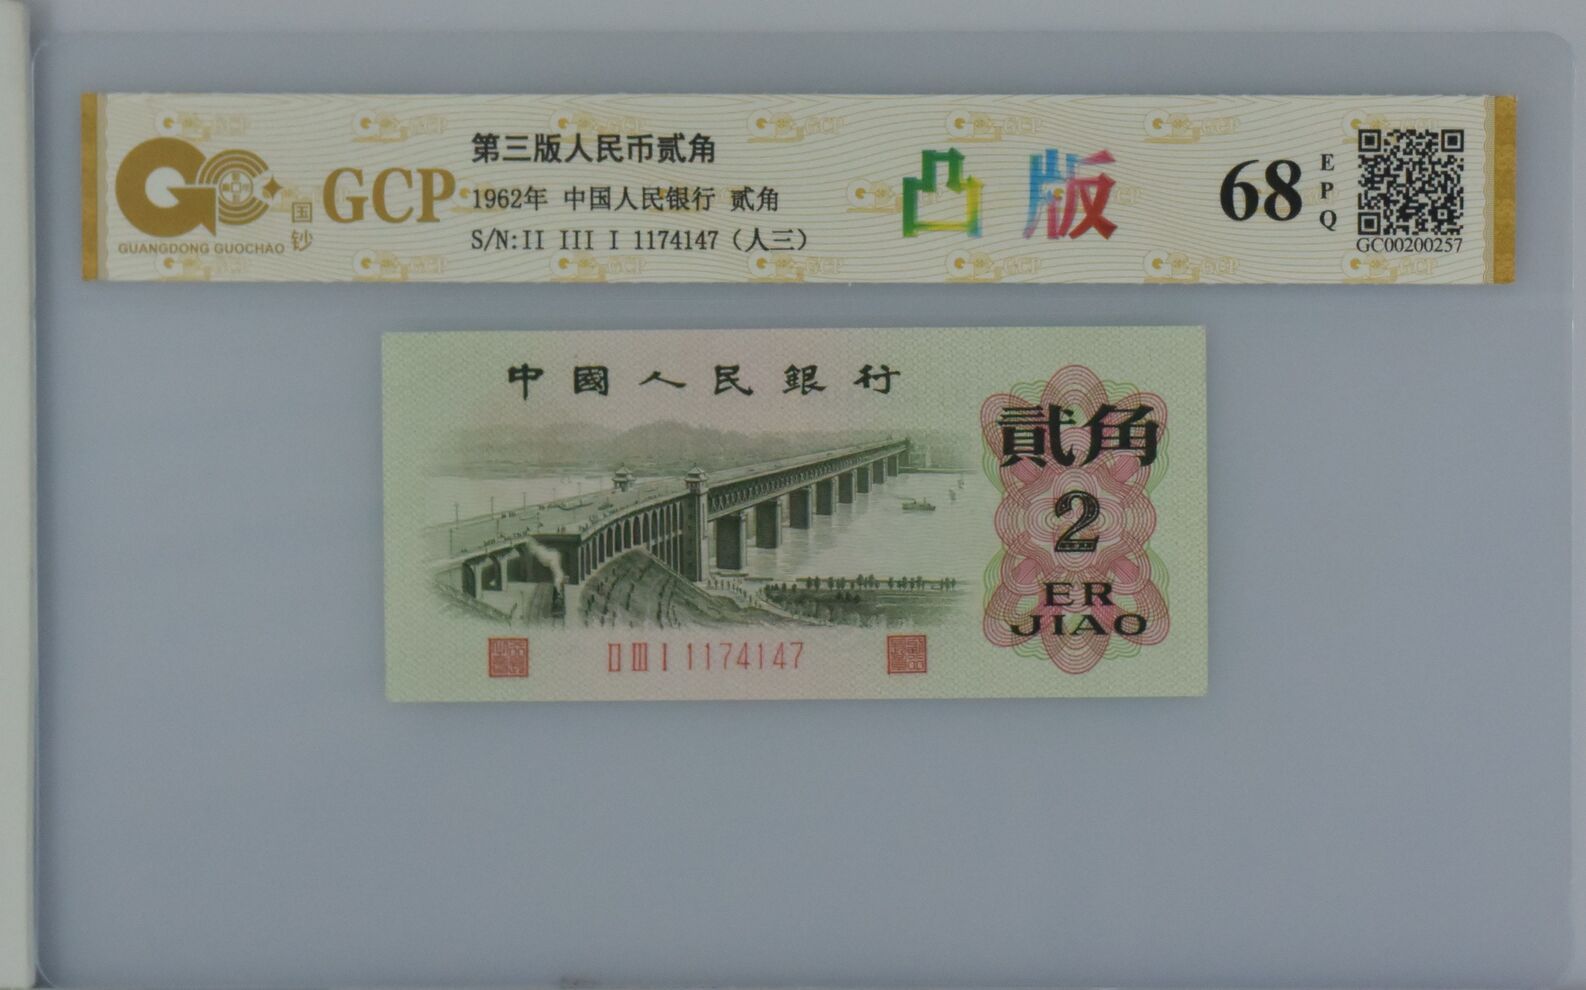 GCP
国钞
GUANGDONG GUOCHAO
第三版人民币贰角
1962年 中国人民银行 贰角
S/N:II III I 1174147（人三）
凸版
68
EPQ
GC00200257
中國人民銀行
貳角
2
ER
JIAO
II III I 1174147